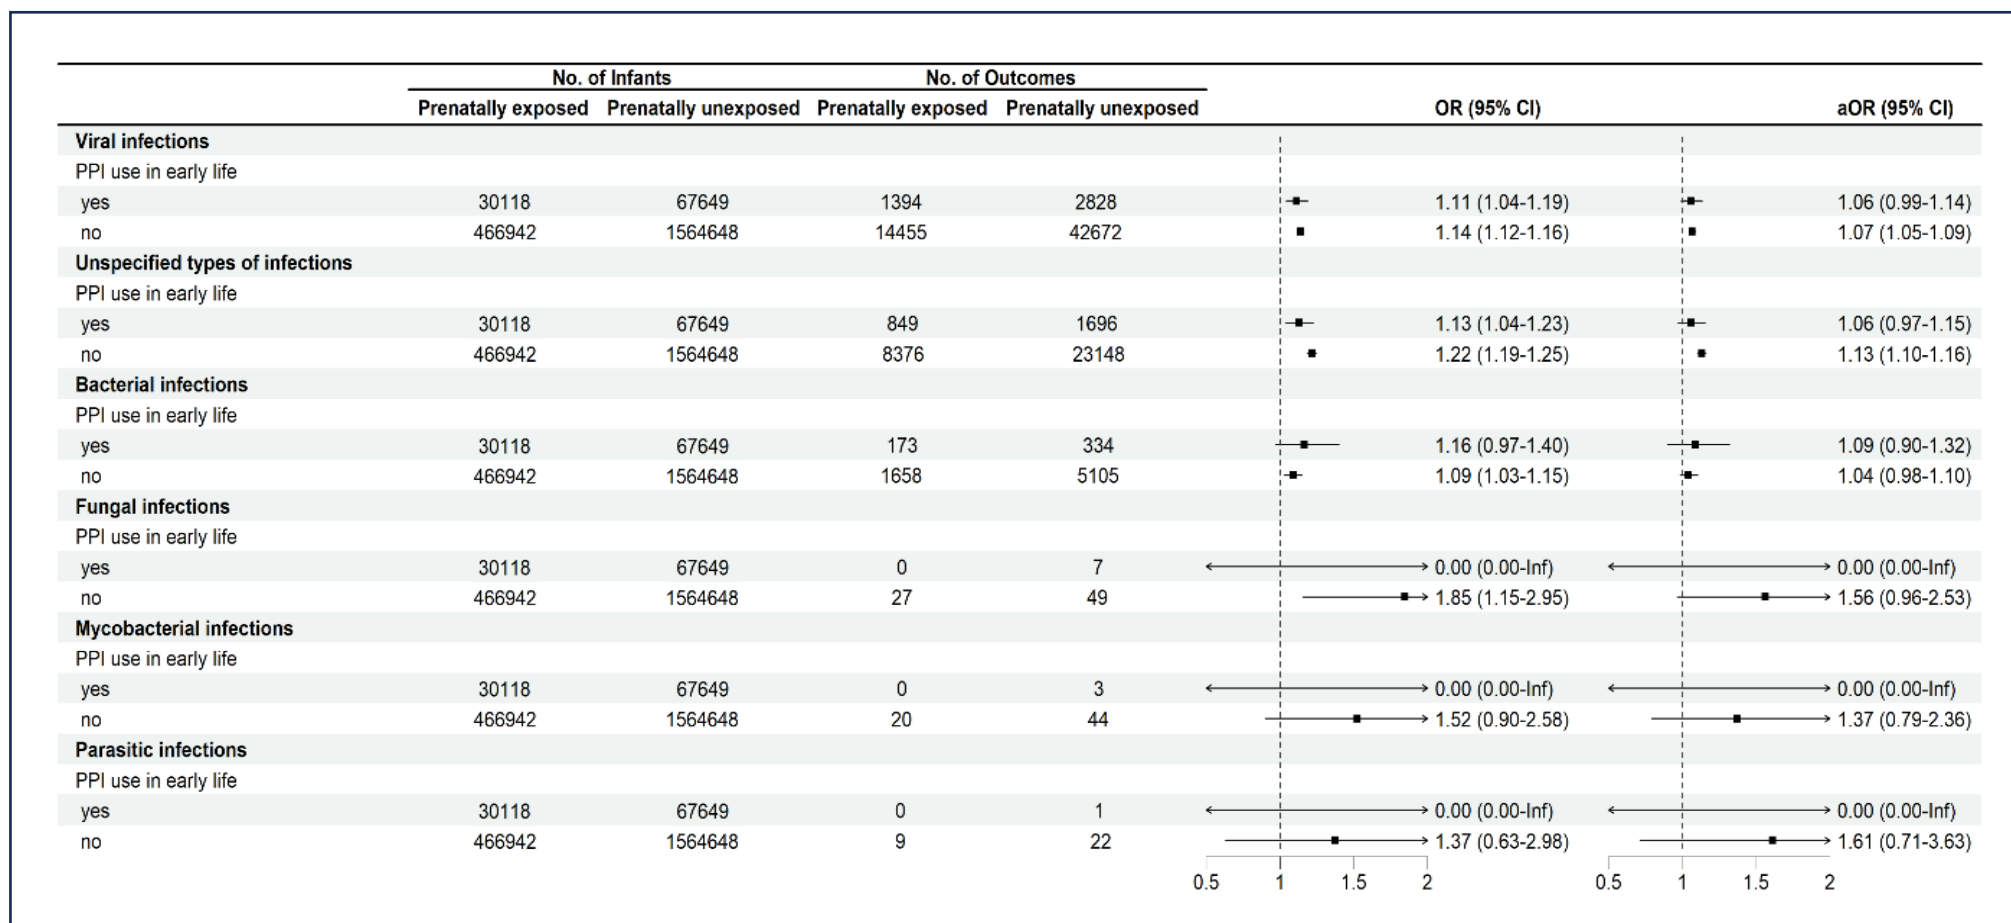 No. of Infants No. of Outcomes
Prenatally exposed Prenatally unexposed Prenatally exposed Prenatally unexposed OR (95% CI) aOR (95% CI)
Viral infections
PPI use in early life
yes 30118 67649 1394 2828 1.11 (1.04-1.19) 1.06 (0.99-1.14)
no 466942 1564648 14455 42672 1.14 (1.12-1.16) 1.07 (1.05-1.09)
Unspecified types of infections
PPI use in early life
yes 30118 67649 849 1696 1.13 (1.04-1.23) 1.06 (0.97-1.15)
no 466942 1564648 8376 23148 1.22 (1.19-1.25) 1.13 (1.10-1.16)
Bacterial infections
PPI use in early life
yes 30118 67649 173 334 1.16 (0.97-1.40) 1.09 (0.90-1.32)
no 466942 1564648 1658 5105 1.09 (1.03-1.15) 1.04 (0.98-1.10)
Fungal infections
PPI use in early life
yes 30118 67649 0 7 0.00 (0.00-Inf) 0.00 (0.00-Inf)
no 466942 1564648 27 49 1.85 (1.15-2.95) 1.56 (0.96-2.53)
Mycobacterial infections
PPI use in early life
yes 30118 67649 0 3 0.00 (0.00-Inf) 0.00 (0.00-Inf)
no 466942 1564648 20 44 1.52 (0.90-2.58) 1.37 (0.79-2.36)
Parasitic infections
PPI use in early life
yes 30118 67649 0 1 0.00 (0.00-Inf) 0.00 (0.00-Inf)
no 466942 1564648 9 22 1.37 (0.63-2.98) 1.61 (0.71-3.63)
0.5 1 1.5 2 0.5 1 1.5 2